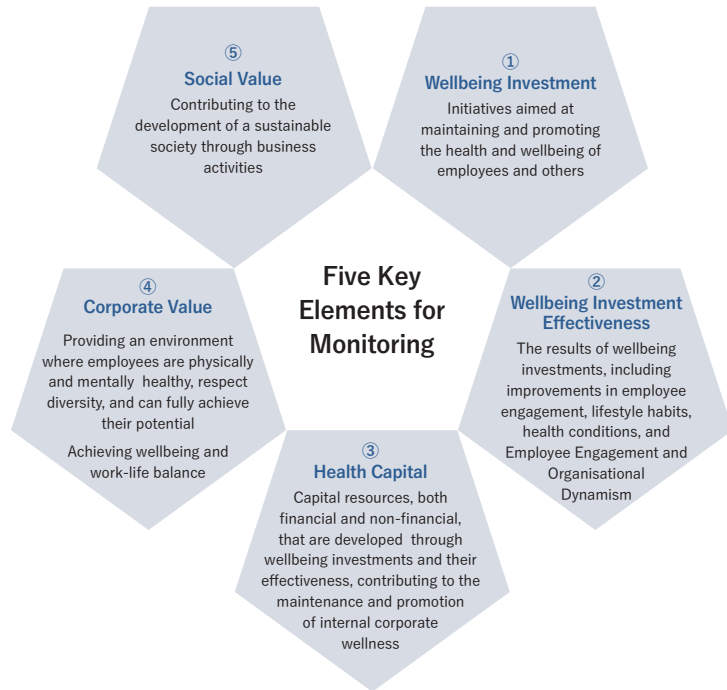 Five Key
Elements for
Monitoring
①
Wellbeing Investment
Initiatives aimed at
maintaining and promoting
the health and wellbeing of
employees and others
②
Wellbeing Investment
Effectiveness
The results of wellbeing
investments, including
improvements in employee
engagement, lifestyle habits,
health conditions, and
Employee Engagement and
Organisational
Dynamism
③
Health Capital
Capital resources, both
financial and non-financial,
that are developed through
wellbeing investments and their
effectiveness, contributing to the
maintenance and promotion
of internal corporate
wellness
④
Corporate Value
Providing an environment
where employees are physically
and mentally healthy, respect
diversity, and can fully achieve
their potential
Achieving wellbeing and
work-life balance
⑤
Social Value
Contributing to the
development of a sustainable
society through business
activities